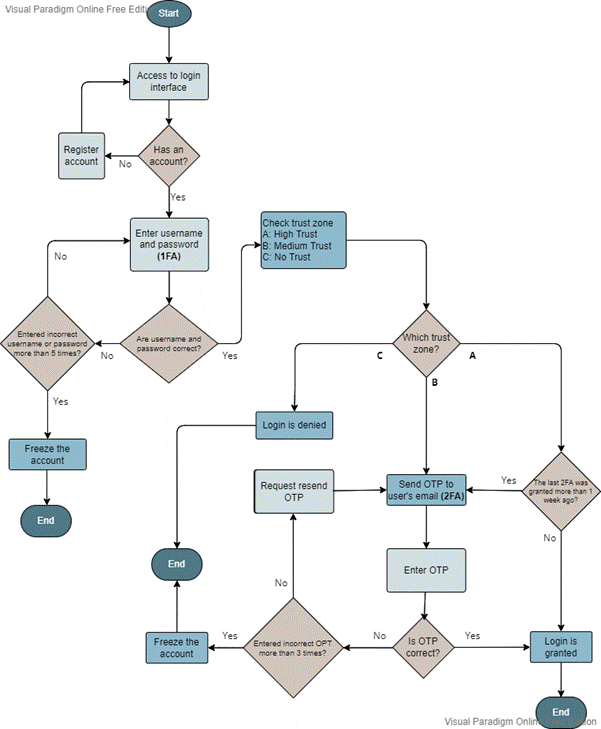 Visual Paradigm Online Free Editi
Start
Access to login
interface
Register
account
No
Has an
account?
Yes
Enter username
and password
(1FA)
Check trust zone
A: High Trust
B: Medium Trust
C: No Trust
No
Entered incorrect
username or password
more than 5 times?
No
Are username and
password correct?
Yes
Which trust
zone?
C
A
B
Yes
Login is denied
Freeze the
account
Request resend
OTP
Send OTP to
user's email (2FA)
Yes
The last 2FA was
granted more than 1
week ago?
End
No
End
Enter OTP
No
Freeze the
account
Yes
Entered incorrect OPT
more than 3 times?
No
Is OTP
correct?
Yes
Login is
granted
End
Visual Paradigm Online Free Edition